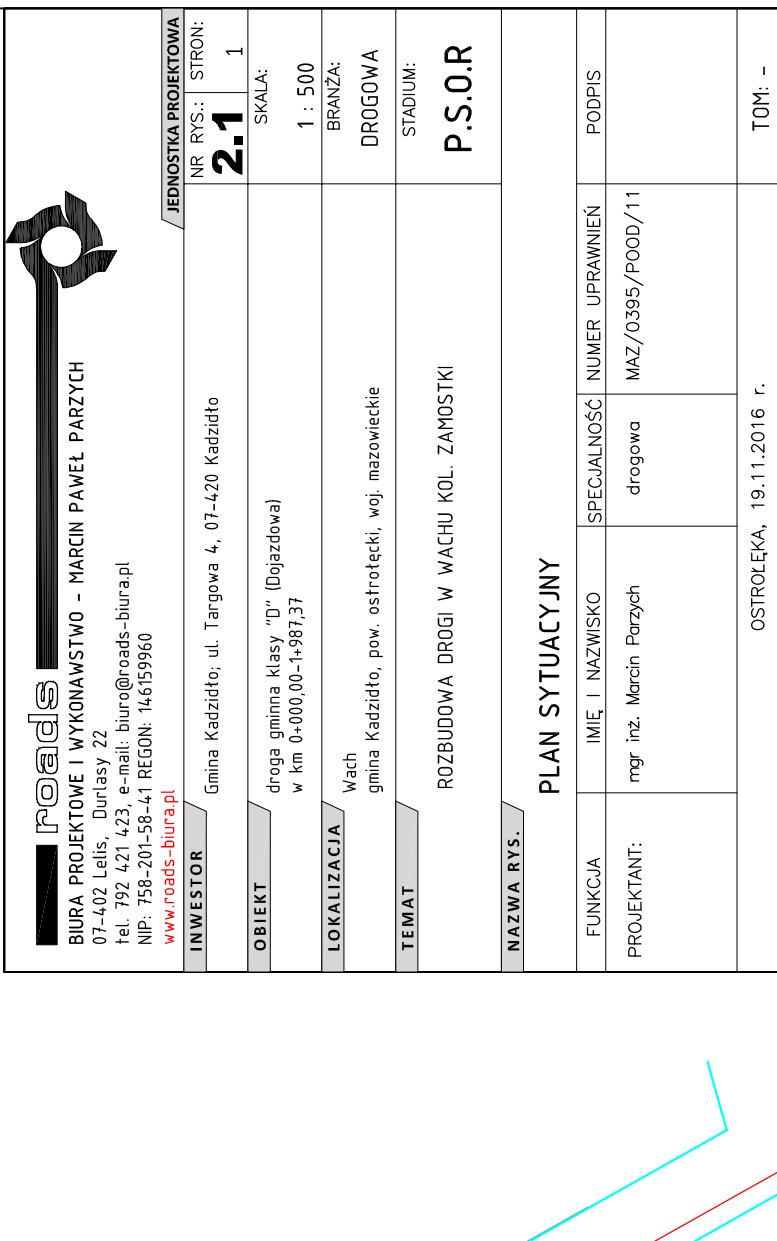 roads
BIURA PROJEKTOWE I WYKONAWSTWO - MARCIN PAWEŁ PARZYCH
07-402 Lelis, Durlasy 22
tel. 792 421 423, e-mail: biuro@roads-biura.pl
NIP: 758-201-58-41 REGON: 146159960
www.roads-biura.pl
JEDNOSTKA PROJEKTOWA
INWESTOR
Gmina Kadzidło; ul. Targowa 4, 07-420 Kadzidło
NR RYS.: STRON:
2.1 1
OBIEKT
droga gminna klasy "D" (Dojazdowa)
w km 0+000,00-1+987,37
SKALA:
1 : 500
LOKALIZACJA
Wach
gmina Kadzidło, pow. ostrołęcki, woj. mazowieckie
BRANŻA:
DROGOWA
TEMAT
ROZBUDOWA DROGI W WACHU KOL. ZAMOSTKI
STADIUM:
P.S.O.R
NAZWA RYS.
PLAN SYTUACYJNY
FUNKCJA IMIĘ I NAZWISKO SPECJALNOŚĆ NUMER UPRAWNIEŃ PODPIS
PROJEKTANT: mgr inż. Marcin Parzych drogowa MAZ/0395/POOD/11
OSTROŁĘKA, 19.11.2016 r. TOM: -